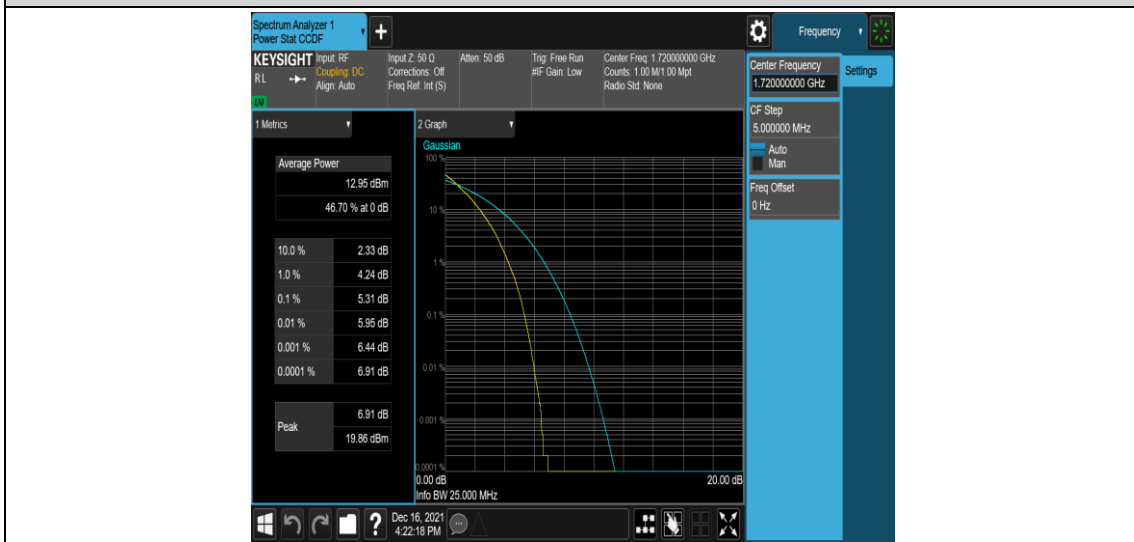 Spectrum Analyzer 1
Power Stat CCDF
+
Frequency
KEYSIGHT
RL
LXI
Input: RF
Coupling: DC
Align: Auto
Input Z: 50 Ω
Corrections: Off
Freq Ref: Int (S)
Atten: 50 dB
Trig: Free Run
#IF Gain: Low
Center Freq: 1.720000000 GHz
Counts: 1.00 M/1.00 Mpt
Radio Std: None
Center Frequency
1.720000000 GHz
Settings
CF Step
5.000000 MHz
Auto
Man
Freq Offset
0 Hz
1 Metrics
Average Power
12.95 dBm
46.70 % at 0 dB
10.0 % 2.33 dB
1.0 % 4.24 dB
0.1 % 5.31 dB
0.01 % 5.95 dB
0.001 % 6.44 dB
0.0001 % 6.91 dB
Peak 6.91 dB
19.86 dBm
2 Graph
Gaussian
100 %
10 %
1 %
0.1 %
0.01 %
0.001 %
0.0001 %
0.00 dB 20.00 dB
Info BW 25.000 MHz
?
Dec 16, 2021
4:22:18 PM